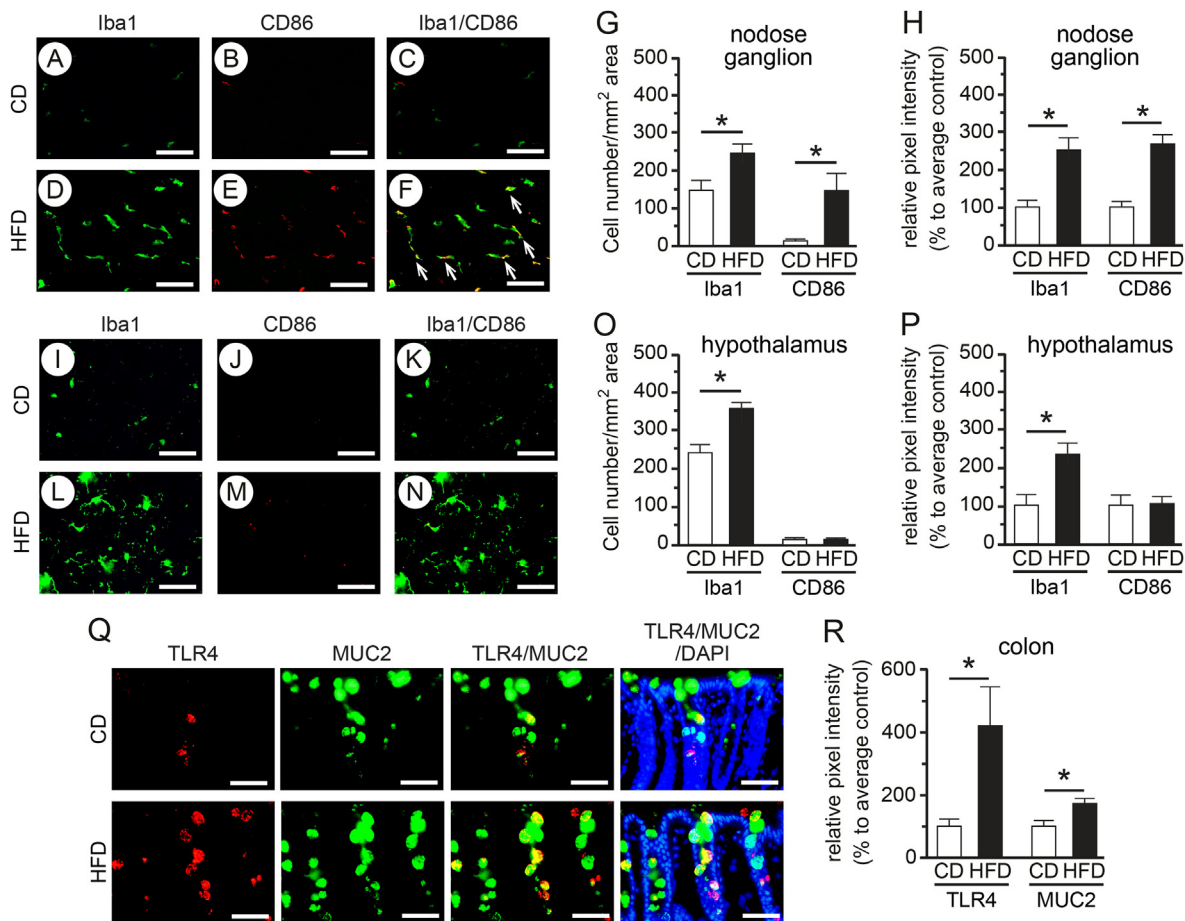 Iba1 CD86 Iba1/CD86
CD
A B C
HFD
D E F
G
nodose
ganglion
Cell number/mm² area
500
400
300
200
100
0
* *
CD HFD CD HFD
Iba1 CD86
H
nodose
ganglion
relative pixel intensity
(% to average control)
500
400
300
200
100
0
* *
CD HFD CD HFD
Iba1 CD86
Iba1 CD86 Iba1/CD86
CD
I J K
HFD
L M N
O
hypothalamus
Cell number/mm² area
500
400
300
200
100
0
*
CD HFD CD HFD
Iba1 CD86
P
hypothalamus
relative pixel intensity
(% to average control)
500
400
300
200
100
0
*
CD HFD CD HFD
Iba1 CD86
Q
TLR4 MUC2 TLR4/MUC2 TLR4/MUC2
/DAPI
CD
HFD
R
colon
relative pixel intensity
(% to average control)
600
400
200
100
0
* *
CD HFD CD HFD
TLR4 MUC2